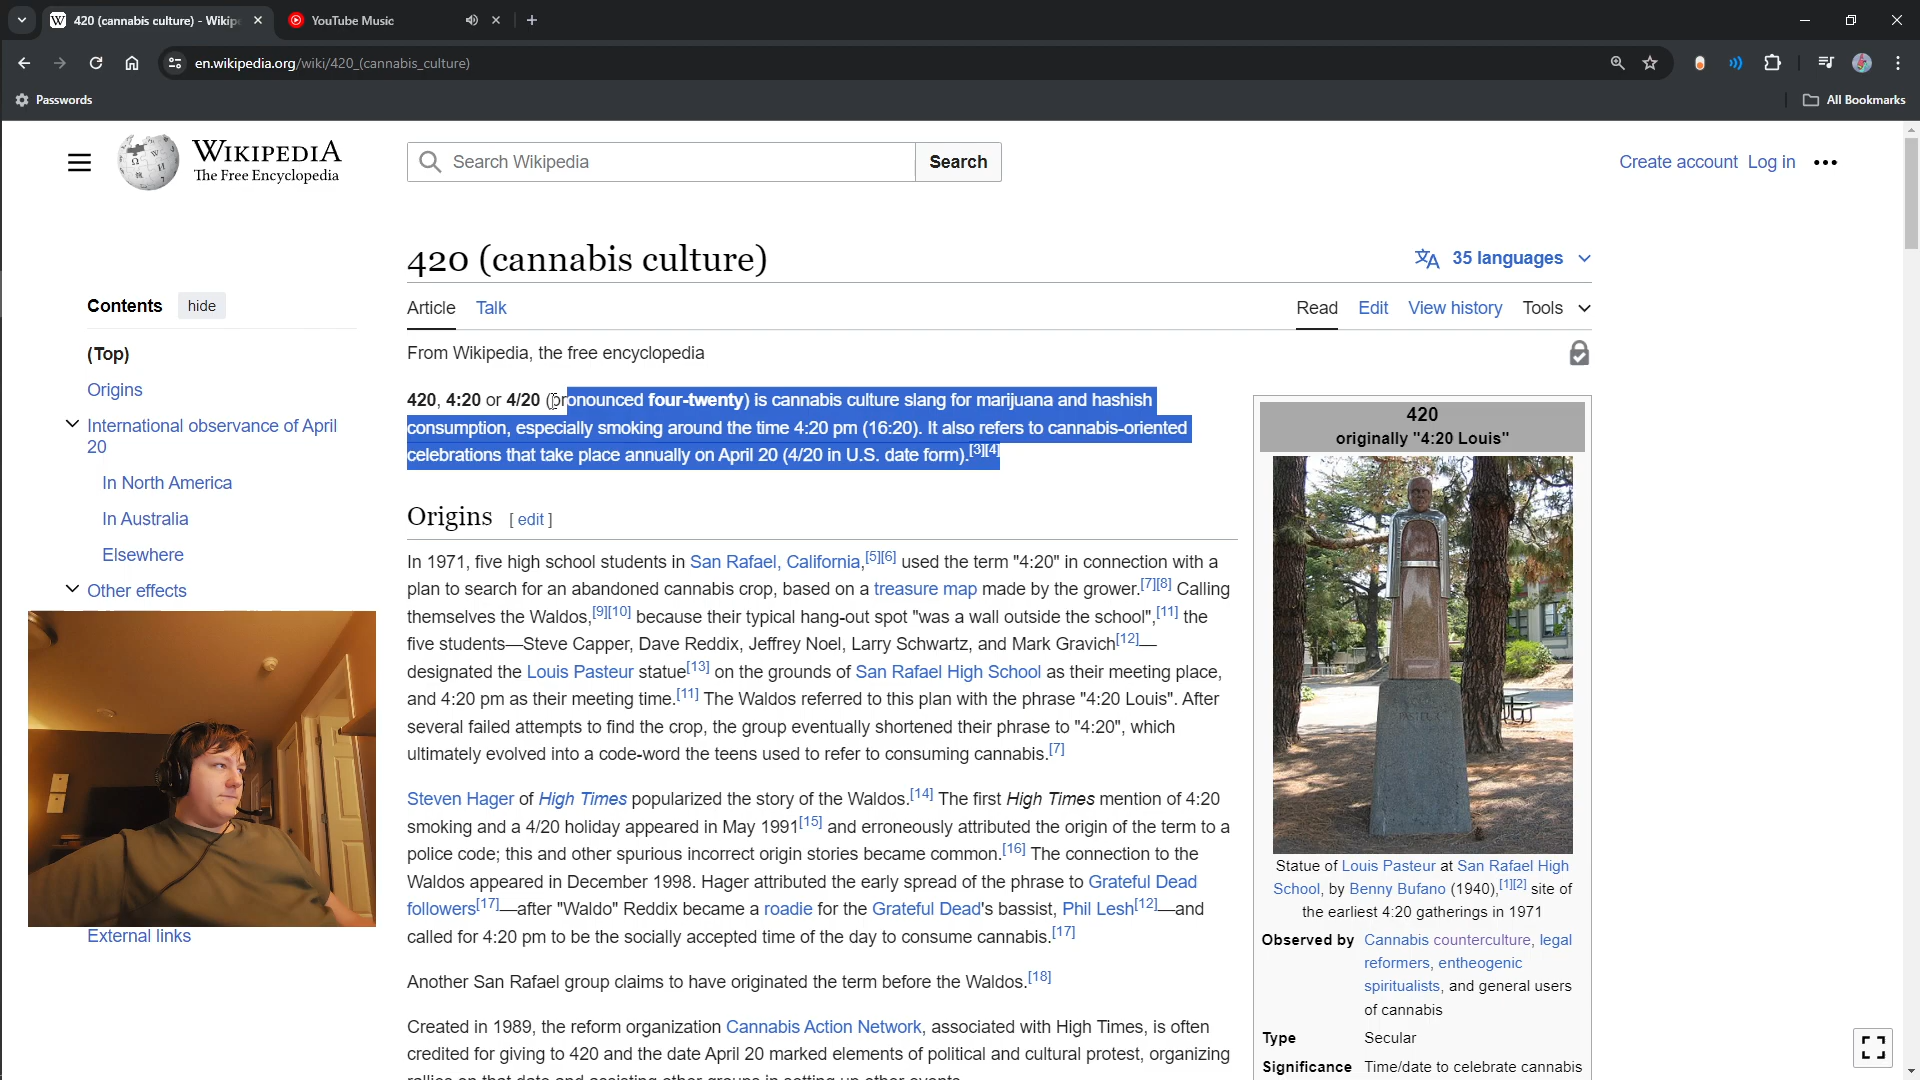 420 (cannabis culture) - Wikip
YouTube Music
en.wikipedia.org/wiki/420_(cannabis_culture)
Passwords
All Bookmarks
WIKIPEDIA
The Free Encyclopedia
Search Wikipedia
Search
Create account Log in
420 (cannabis culture)
35 languages
Contents hide
(Top)
Origins
International observance of April
20
In North America
In Australia
Elsewhere
Other effects
External links
Article Talk
Read Edit View history Tools
From Wikipedia, the free encyclopedia
420, 4:20 or 4/20 (pronounced four-twenty) is cannabis culture slang for marijuana and hashish
consumption, especially smoking around the time 4:20 pm (16:20). It also refers to cannabis-oriented
celebrations that take place annually on April 20 (4/20 in U.S. date form).[3][4]
Origins [ edit ]
In 1971, five high school students in San Rafael, California,[5][6] used the term "4:20" in connection with a
plan to search for an abandoned cannabis crop, based on a treasure map made by the grower.[7][8] Calling
themselves the Waldos,[9][10] because their typical hang-out spot "was a wall outside the school",[11] the
five students—Steve Capper, Dave Reddix, Jeffrey Noel, Larry Schwartz, and Mark Gravich[12]—
designated the Louis Pasteur statue[13] on the grounds of San Rafael High School as their meeting place,
and 4:20 pm as their meeting time.[11] The Waldos referred to this plan with the phrase "4:20 Louis". After
several failed attempts to find the crop, the group eventually shortened their phrase to "4:20", which
ultimately evolved into a code-word the teens used to refer to consuming cannabis.[7]
Steven Hager of High Times popularized the story of the Waldos.[14] The first High Times mention of 4:20
smoking and a 4/20 holiday appeared in May 1991[15] and erroneously attributed the origin of the term to a
police code; this and other spurious incorrect origin stories became common.[16] The connection to the
Waldos appeared in December 1998. Hager attributed the early spread of the phrase to Grateful Dead
followers[17]—after "Waldo" Reddix became a roadie for the Grateful Dead's bassist, Phil Lesh[12]—and
called for 4:20 pm to be the socially accepted time of the day to consume cannabis.[17]
Another San Rafael group claims to have originated the term before the Waldos.[18]
Created in 1989, the reform organization Cannabis Action Network, associated with High Times, is often
credited for giving to 420 and the date April 20 marked elements of political and cultural protest, organizing
420
originally "4:20 Louis"
PASTEUR
Statue of Louis Pasteur at San Rafael High
School, by Benny Bufano (1940),[1][2] site of
the earliest 4:20 gatherings in 1971
Observed by Cannabis counterculture, legal
reformers, entheogenic
spiritualists, and general users
of cannabis
Type Secular
Significance Time/date to celebrate cannabis